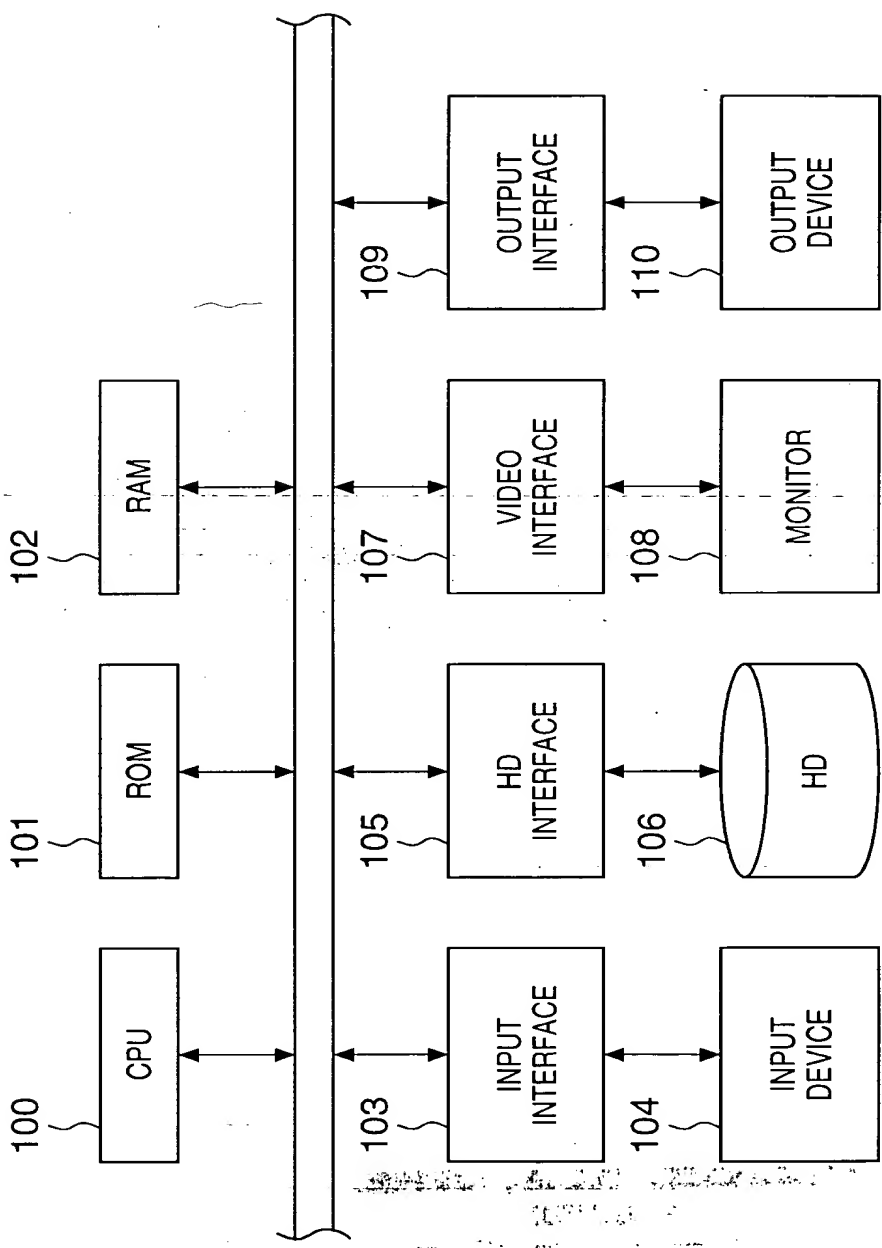 100
CPU
101
ROM
102
RAM
103
INPUT
INTERFACE
105
HD
INTERFACE
107
VIDEO
INTERFACE
109
OUTPUT
INTERFACE
104
INPUT
DEVICE
106
HD
108
MONITOR
110
OUTPUT
DEVICE